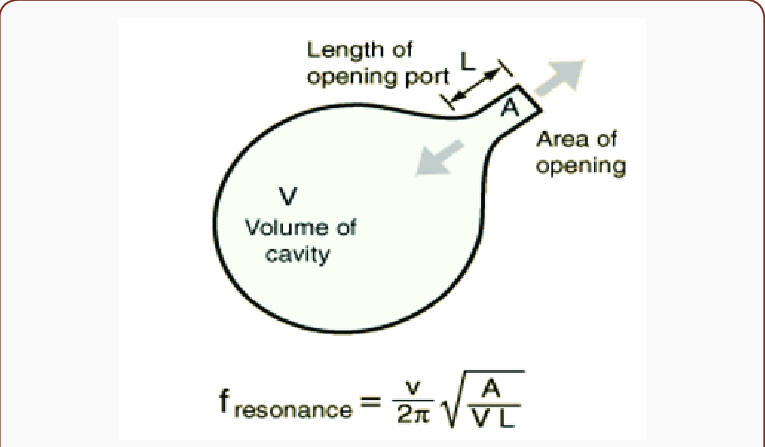 Length of
opening port
L
A
Area of
opening
V
Volume of
cavity
f resonance = v/2π √(A/VL)